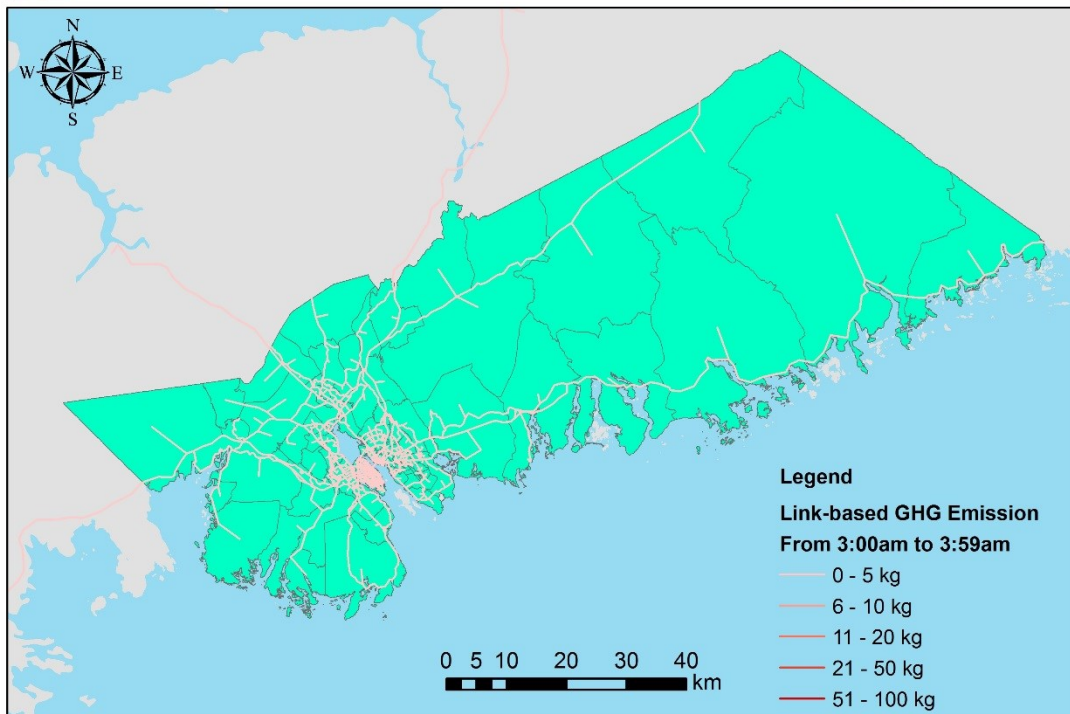 N
W E
S
Legend
Link-based GHG Emission
From 3:00am to 3:59am
0 - 5 kg
6 - 10 kg
11 - 20 kg
21 - 50 kg
51 - 100 kg
0 5 10 20 30 40
km